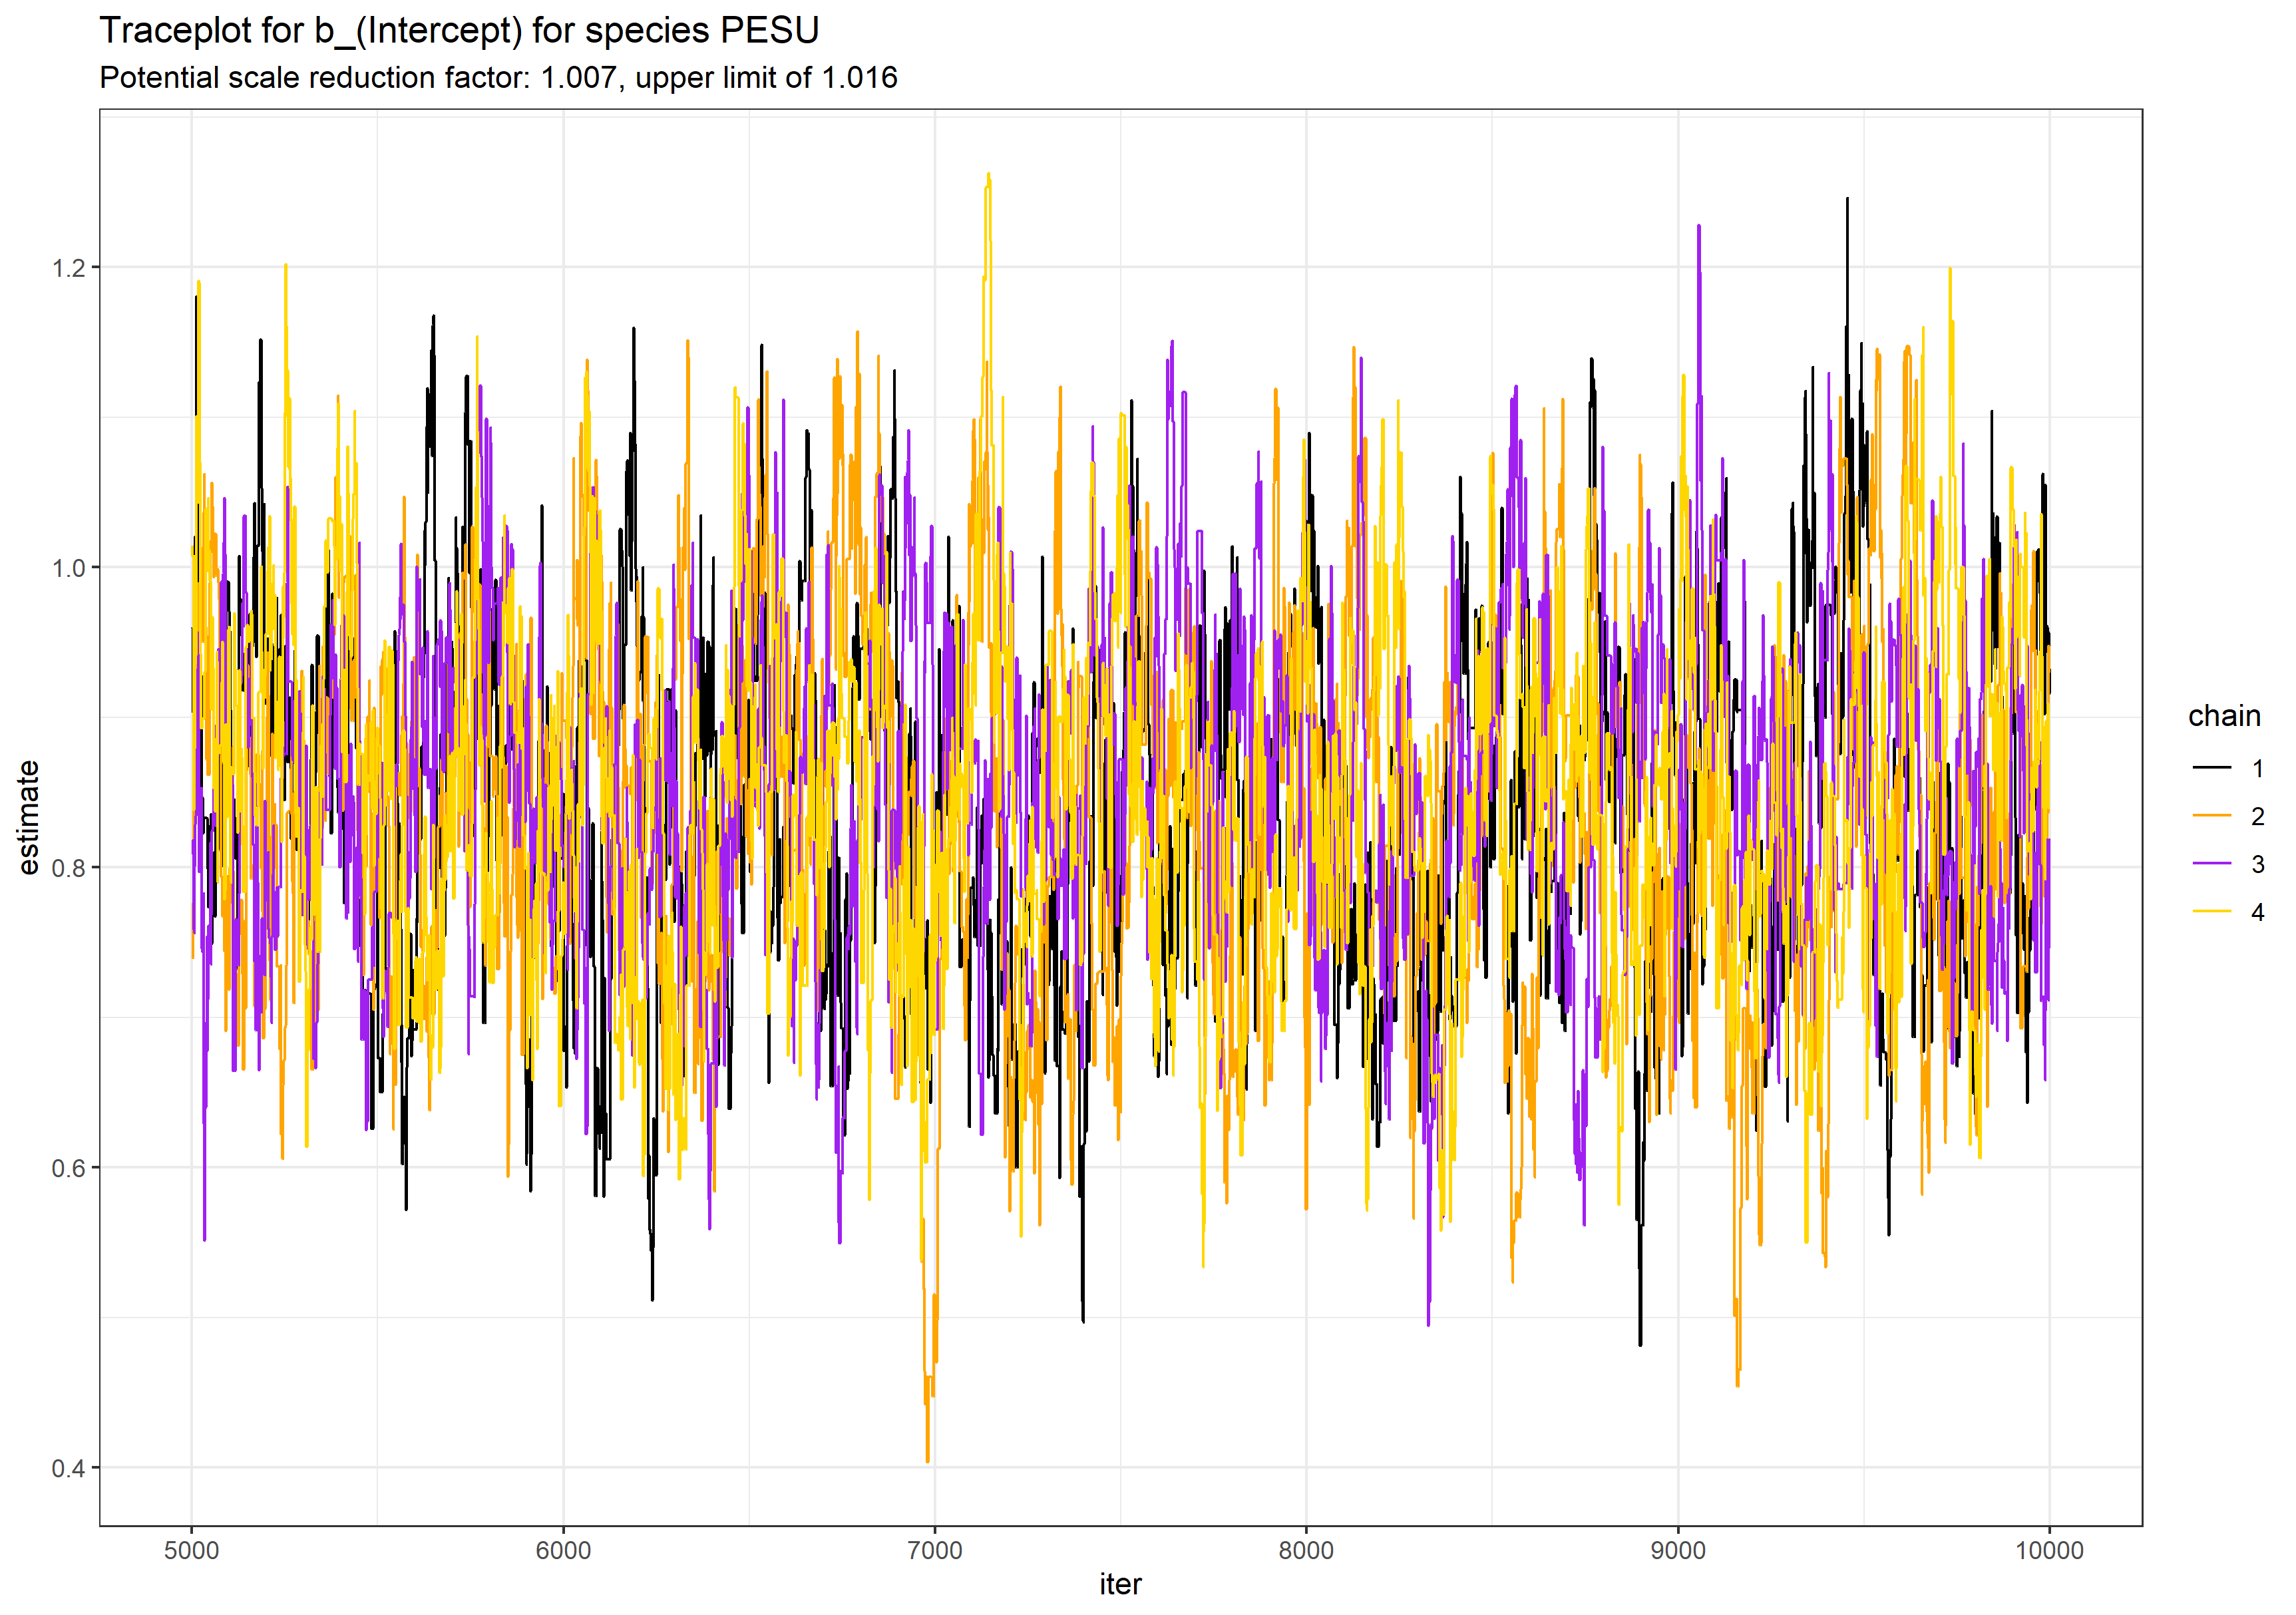 Traceplot for b_(Intercept) for species PESU
Potential scale reduction factor: 1.007, upper limit of 1.016
1.2
1.0
0.8
0.6
0.4
estimate
5000 6000 7000 8000 9000 10000
iter
chain
1
2
3
4